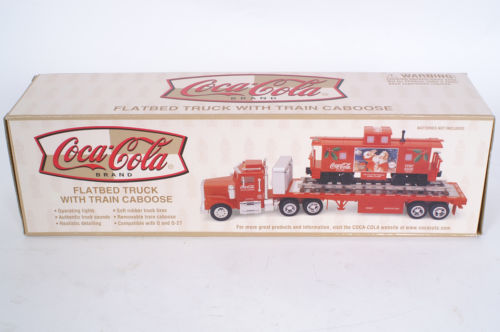 Coca-Cola
BRAND
FLATBED TRUCK WITH TRAIN CABOOSE
WARNING:
BATTERIES NOT INCLUDED
Coca-Cola
BRAND
FLATBED TRUCK
WITH TRAIN CABOOSE
• Operating lights
• Authentic truck sounds
• Realistic detailing
• Soft rubber truck tires
• Removable train caboose
• Compatible with O and O-27
Coca-Cola
For more great products and information, visit the COCA-COLA website at www.cocacola.com